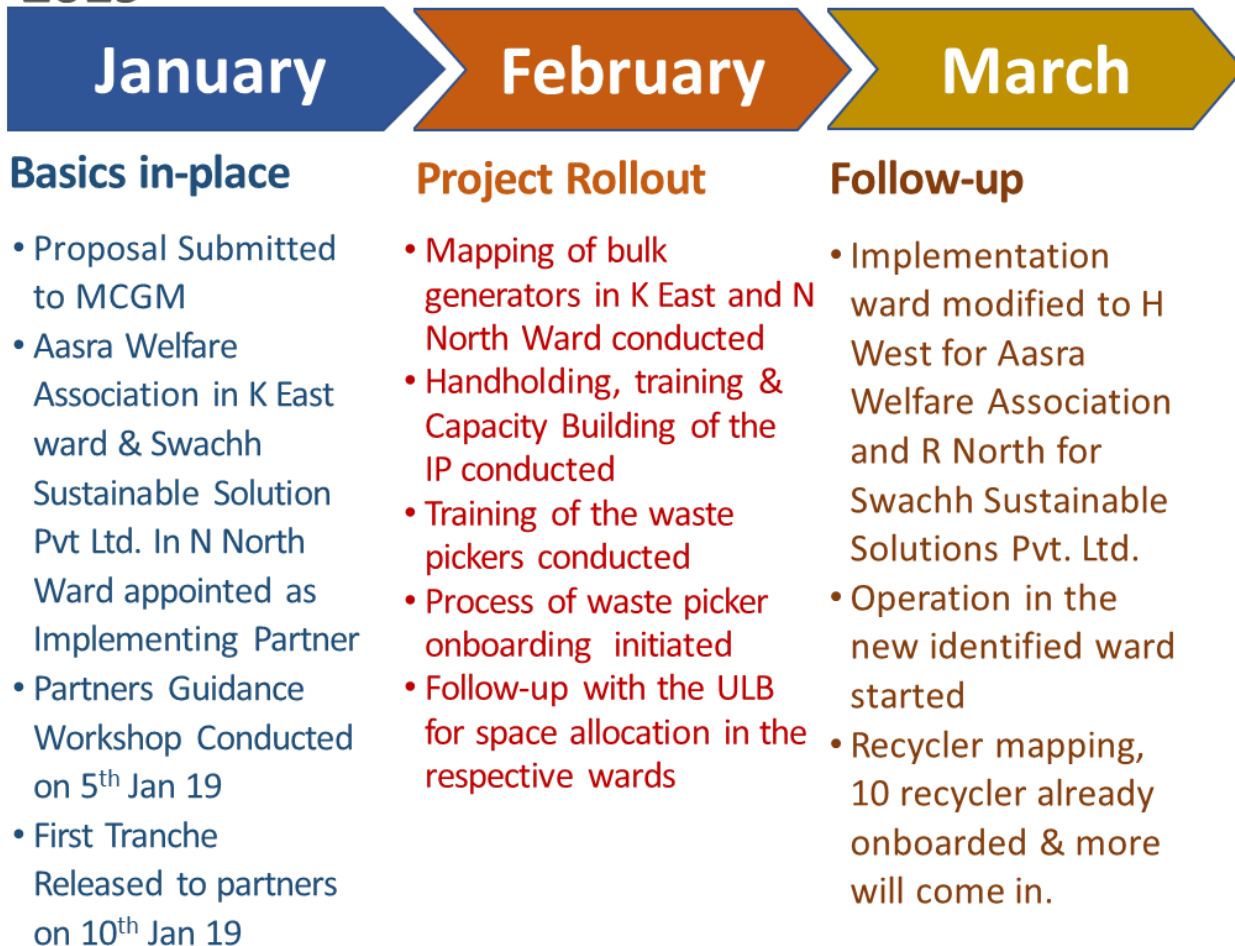 January
Basics in-place
• Proposal Submitted
to MCGM
• Aasra Welfare
Association in K East
ward & Swachh
Sustainable Solution
Pvt Ltd. In N North
Ward appointed as
Implementing Partner
• Partners Guidance
Workshop Conducted
on 5th Jan 19
• First Tranche
Released to partners
on 10th Jan 19
February
Project Rollout
• Mapping of bulk
generators in K East and N
North Ward conducted
• Handholding, training &
Capacity Building of the
IP conducted
• Training of the waste
pickers conducted
• Process of waste picker
onboarding initiated
• Follow-up with the ULB
for space allocation in the
respective wards
March
Follow-up
• Implementation
ward modified to H
West for Aasra
Welfare Association
and R North for
Swachh Sustainable
Solutions Pvt. Ltd.
• Operation in the
new identified ward
started
• Recycler mapping,
10 recycler already
onboarded & more
will come in.